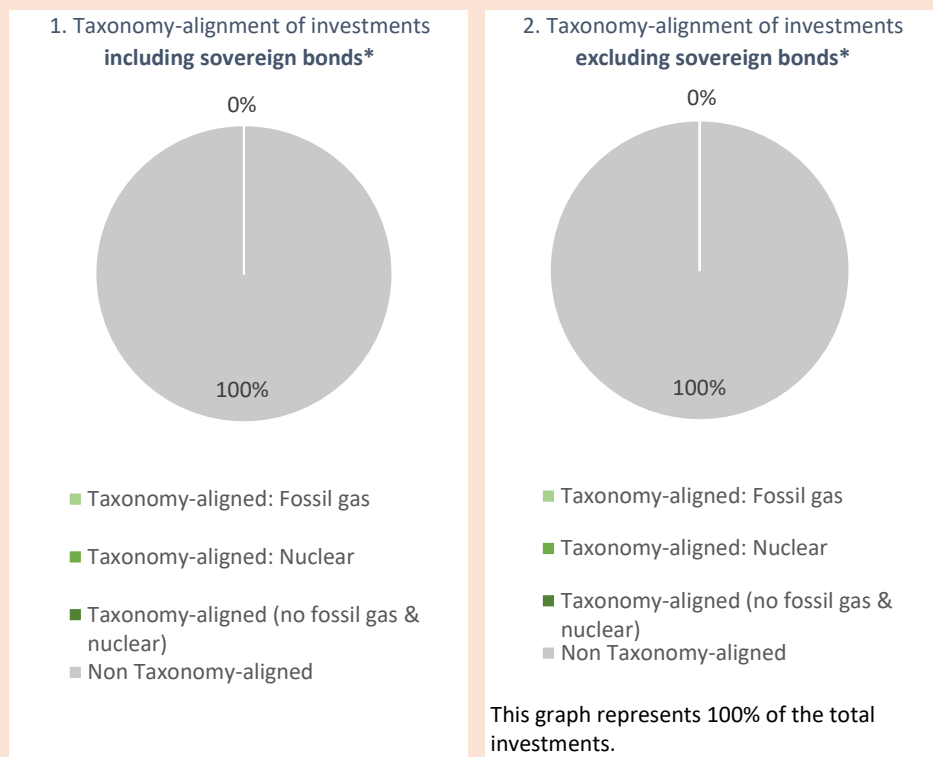 1. Taxonomy-alignment of investments
including sovereign bonds*
0%
100%
Taxonomy-aligned: Fossil gas
Taxonomy-aligned: Nuclear
Taxonomy-aligned (no fossil gas &
nuclear)
Non Taxonomy-aligned
2. Taxonomy-alignment of investments
excluding sovereign bonds*
0%
100%
Taxonomy-aligned: Fossil gas
Taxonomy-aligned: Nuclear
Taxonomy-aligned (no fossil gas &
nuclear)
Non Taxonomy-aligned
This graph represents 100% of the total
investments.